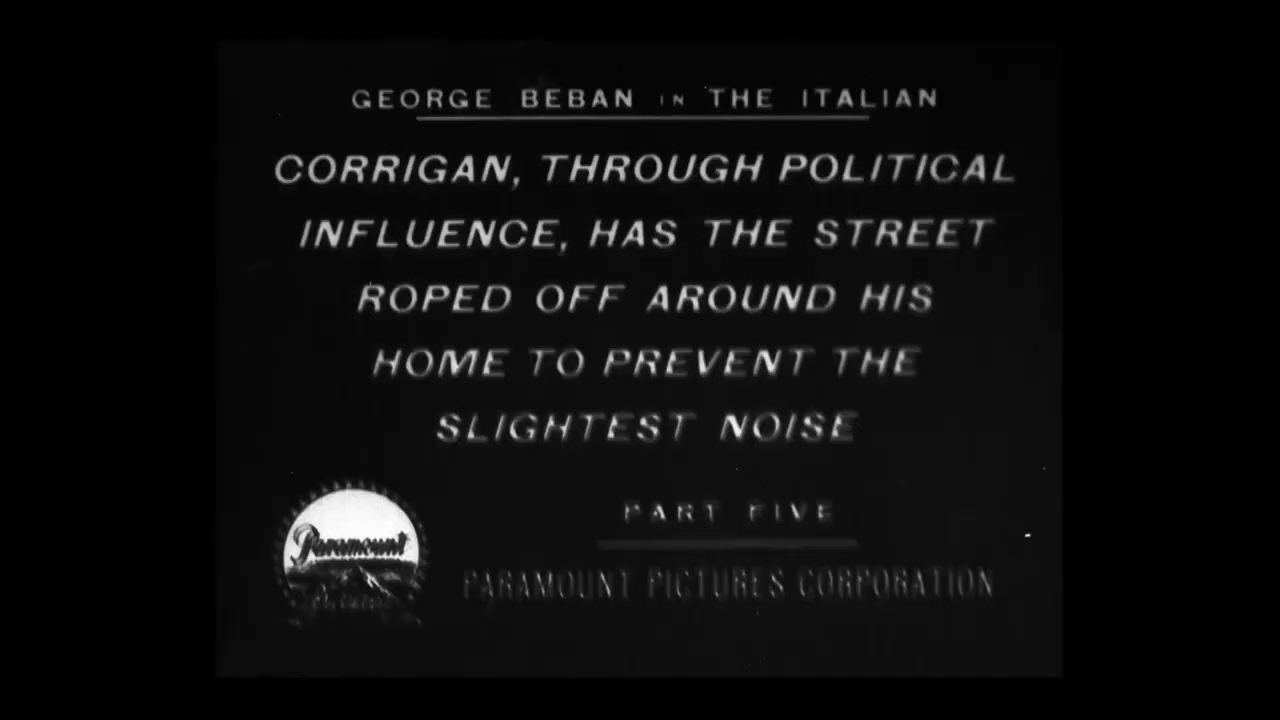 GEORGE BEBAN IN THE ITALIAN
CORRIGAN, THROUGH POLITICAL
INFLUENCE, HAS THE STREET
ROPED OFF AROUND HIS
HOME TO PREVENT THE
SLIGHTEST NOISE
PART FIVE
Paramount
Pictures
PARAMOUNT PICTURES CORPORATION